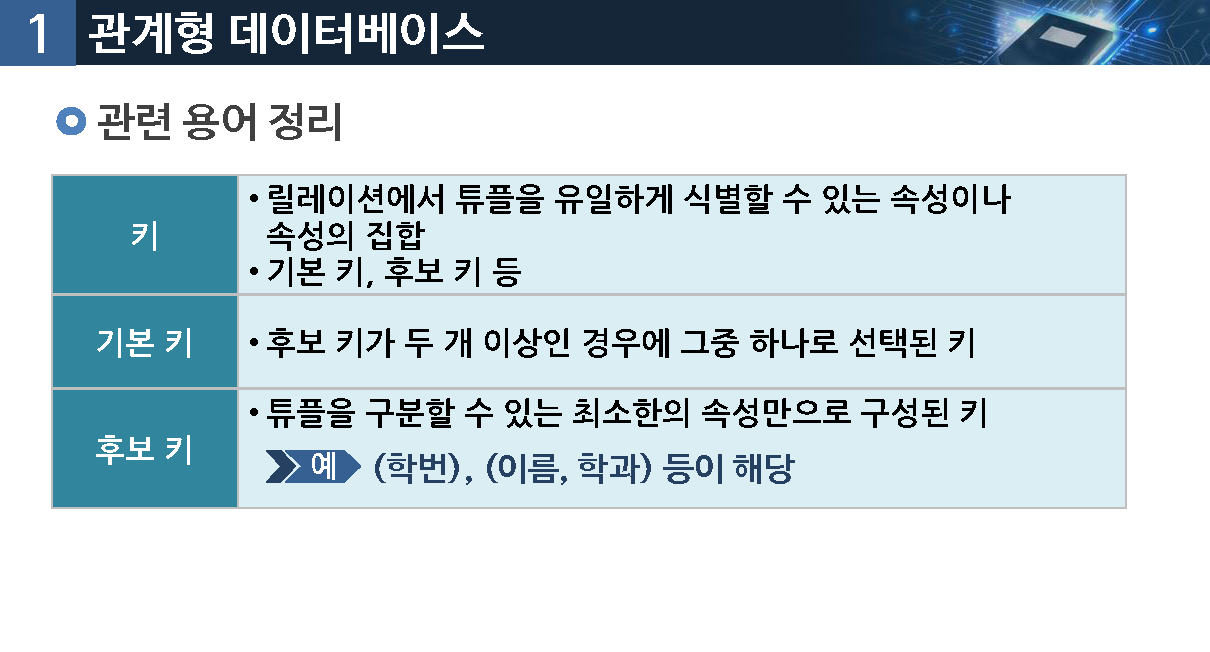 1 관계형 데이터베이스
관련 용어 정리
키
• 릴레이션에서 튜플을 유일하게 식별할 수 있는 속성이나
속성의 집합
• 기본 키, 후보 키 등
기본 키
• 후보 키가 두 개 이상인 경우에 그중 하나로 선택된 키
후보 키
• 튜플을 구분할 수 있는 최소한의 속성만으로 구성된 키
예 (학번), (이름, 학과) 등이 해당